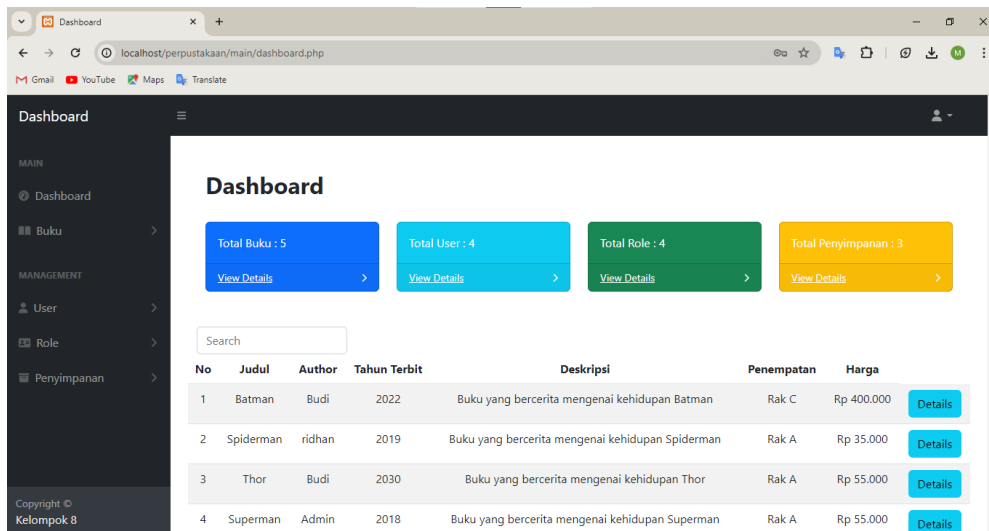 Dashboard
localhost/perpustakaan/main/dashboard.php
M
Gmail YouTube Maps Translate
Dashboard
MAIN
Dashboard
Buku
MANAGEMENT
User
Role
Penyimpanan
Copyright ©
Kelompok 8
Dashboard
Total Buku : 5
View Details
Total User : 4
View Details
Total Role : 4
View Details
Total Penyimpanan : 3
View Details
Search
No Judul Author Tahun Terbit Deskripsi Penempatan Harga
1 Batman Budi 2022 Buku yang bercerita mengenai kehidupan Batman Rak C Rp 400.000 Details
2 Spiderman ridhan 2019 Buku yang bercerita mengenai kehidupan Spiderman Rak A Rp 35.000 Details
3 Thor Budi 2030 Buku yang bercerita mengenai kehidupan Thor Rak A Rp 55.000 Details
4 Superman Admin 2018 Buku yang bercerita mengenai kehidupan Superman Rak A Rp 55.000 Details